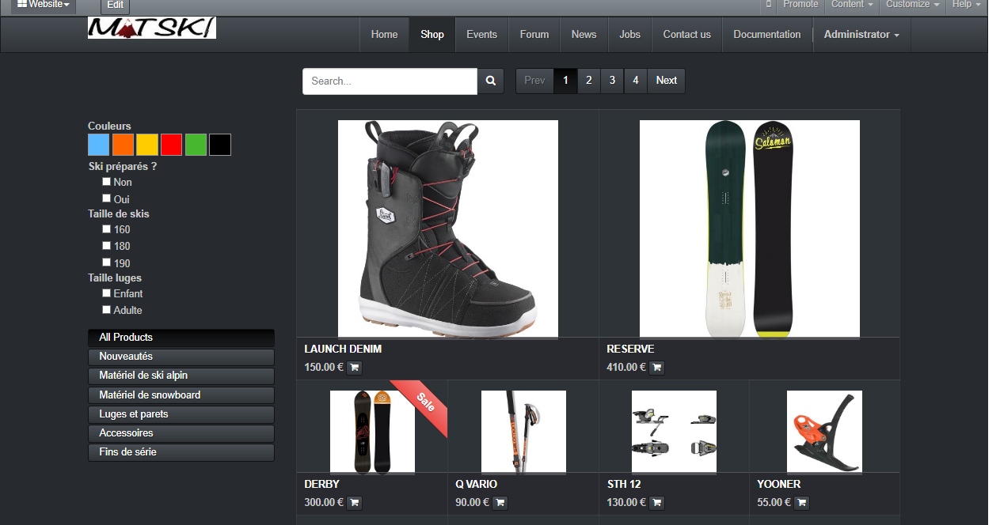 Website
Edit
Promote Content Customize Help
MATSKI
Home Shop Events Forum News Jobs Contact us Documentation Administrator
Search...
Prev 1 2 3 4 Next
Couleurs
Ski préparés ?
Non
Oui
Taille de skis
160
180
190
Taille luges
Enfant
Adulte
All Products
Nouveautés
Matériel de ski alpin
Matériel de snowboard
Luges et parets
Accessoires
Fins de série
Salomon
LAUNCH DENIM
150.00 €
RESERVE
410.00 €
Sale
DERBY
300.00 €
Q VARIO
90.00 €
STH 12
130.00 €
YOONER
55.00 €